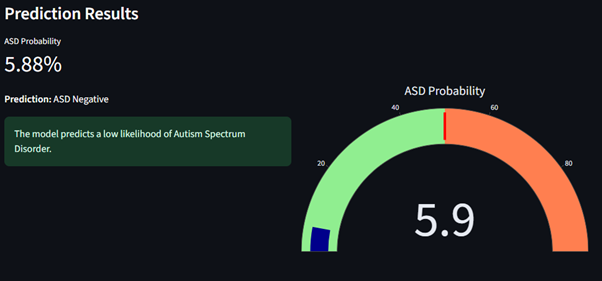 Prediction Results
ASD Probability
5.88%
Prediction: ASD Negative
The model predicts a low likelihood of Autism Spectrum
Disorder.
ASD Probability
40
60
20
80
5.9